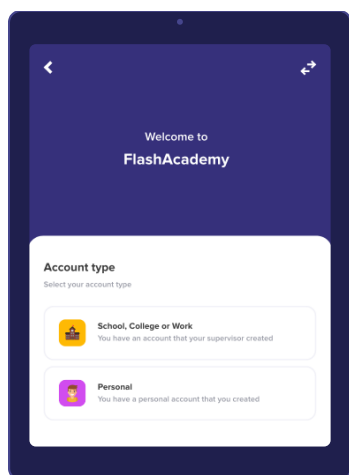 Welcome to
FlashAcademy
Account type
Select your account type
School, College or Work
You have an account that your supervisor created
Personal
You have a personal account that you created